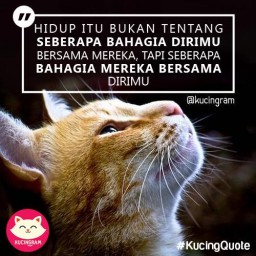 HIDUP ITU BUKAN TENTANG
SEBERAPA BAHAGIA DIRIMU
BERSAMA MEREKA, TAPI SEBERAPA
BAHAGIA MEREKA BERSAMA
DIRIMU
@kucingram
KUCINGRAM
#KucingQuote